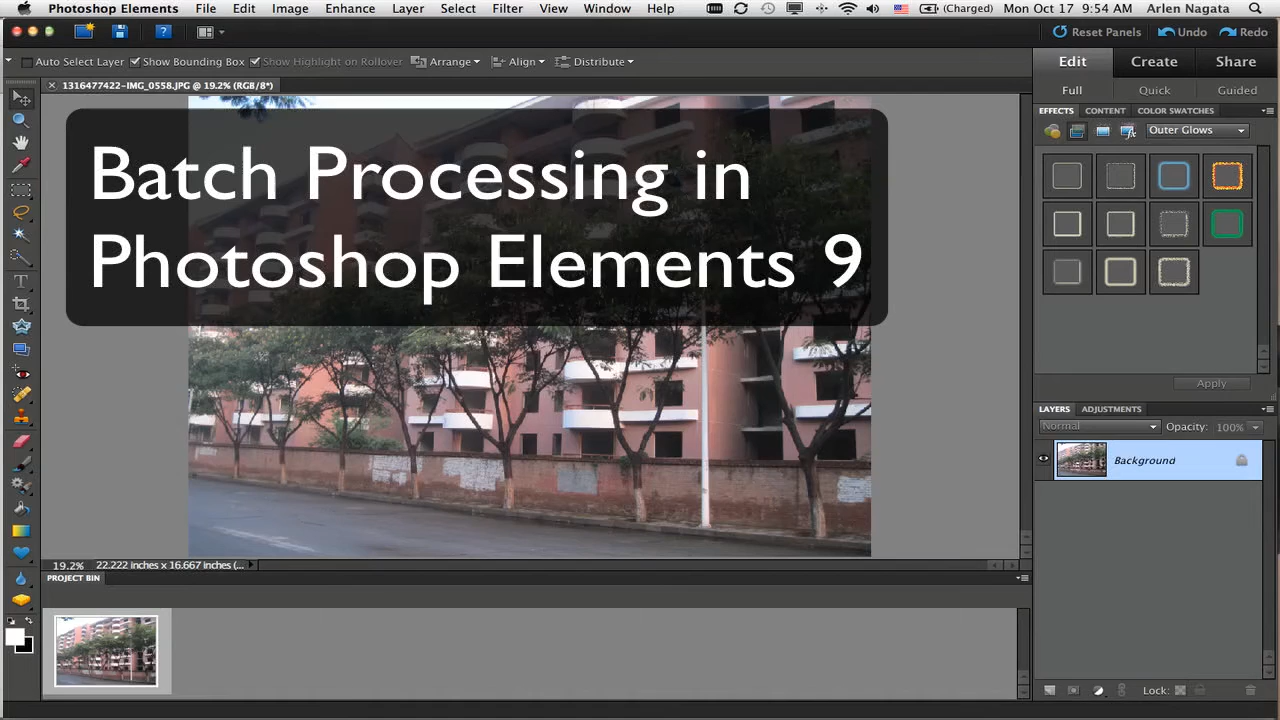 Photoshop Elements File Edit Image Enhance Layer Select Filter View Window Help (Charged) Mon Oct 17 9:54 AM Arlen Nagata
Reset Panels Undo Redo
Auto Select Layer Show Bounding Box Show Highlight on Rollover Arrange Align Distribute
Edit Create Share
1316477422-IMG_0558.JPG @ 19.2% (RGB/8*)
Full Quick Guided
EFFECTS CONTENT COLOR SWATCHES
Outer Glows
Batch Processing in
Photoshop Elements 9
Apply
LAYERS ADJUSTMENTS
Normal Opacity: 100%
Background
19.2% 22.222 inches x 16.667 inches (...
PROJECT BIN
Lock: